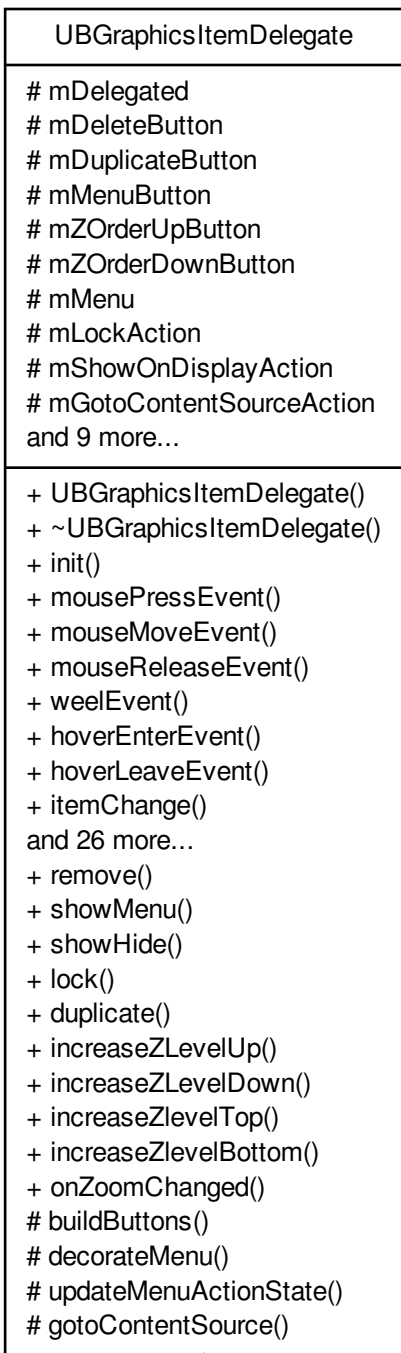 UBGraphicsItemDelegate
# mDelegated
# mDeleteButton
# mDuplicateButton
# mMenuButton
# mZOrderUpButton
# mZOrderDownButton
# mMenu
# mLockAction
# mShowOnDisplayAction
# mGotoContentSourceAction
and 9 more...
+ UBGraphicsItemDelegate()
+ ~UBGraphicsItemDelegate()
+ init()
+ mousePressEvent()
+ mouseMoveEvent()
+ mouseReleaseEvent()
+ weelEvent()
+ hoverEnterEvent()
+ hoverLeaveEvent()
+ itemChange()
and 26 more...
+ remove()
+ showMenu()
+ showHide()
+ lock()
+ duplicate()
+ increaseZLevelUp()
+ increaseZLevelDown()
+ increaseZlevelTop()
+ increaseZlevelBottom()
+ onZoomChanged()
# buildButtons()
# decorateMenu()
# updateMenuActionState()
# gotoContentSource()